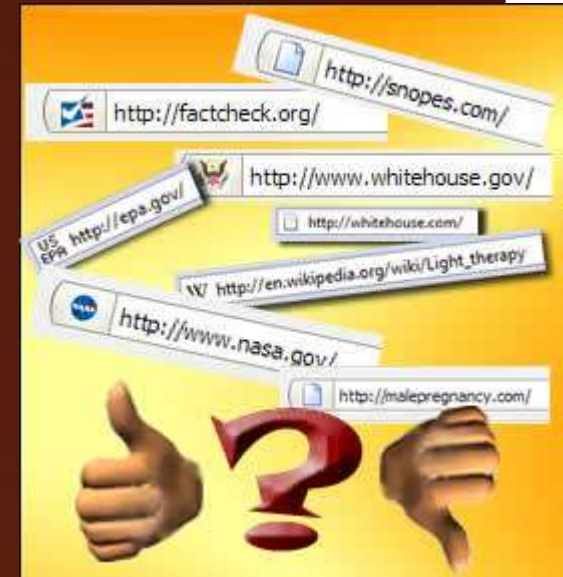 http://snopes.com/
http://factcheck.org/
http://www.whitehouse.gov/
US EPA http://epa.gov/
http://whitehouse.com/
W http://en.wikipedia.org/wiki/Light_therapy
NASA http://www.nasa.gov/
http://malepregnancy.com/
?